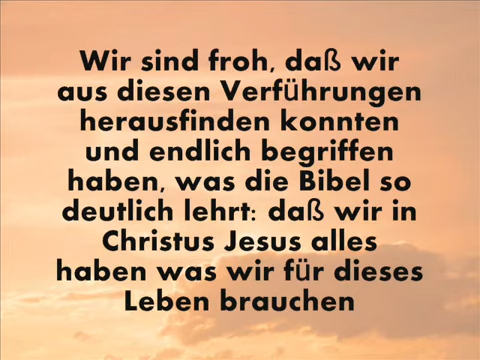 Wir sind froh, daß wir
aus diesen Verführungen
herausfinden konnten
und endlich begriffen
haben, was die Bibel so
deutlich lehrt: daß wir in
Christus Jesus alles
haben was wir für dieses
Leben brauchen